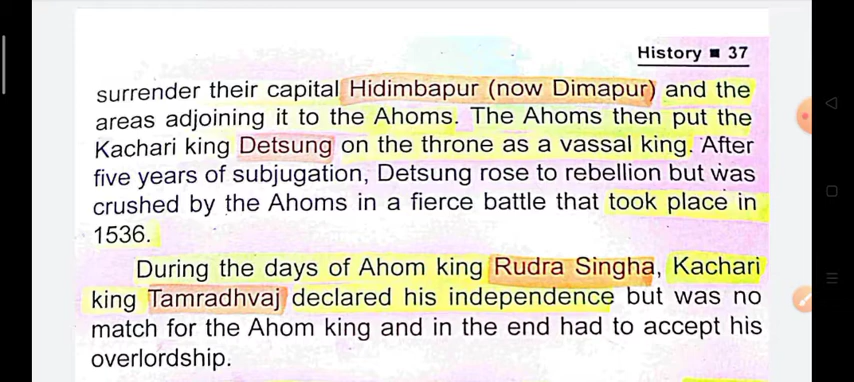 History ■ 37
surrender their capital Hidimbapur (now Dimapur) and the
areas adjoining it to the Ahoms. The Ahoms then put the
Kachari king Detsung on the throne as a vassal king. After
five years of subjugation, Detsung rose to rebellion but was
crushed by the Ahoms in a fierce battle that took place in
1536.
During the days of Ahom king Rudra Singha, Kachari
king Tamradhvaj declared his independence but was no
match for the Ahom king and in the end had to accept his
overlordship.